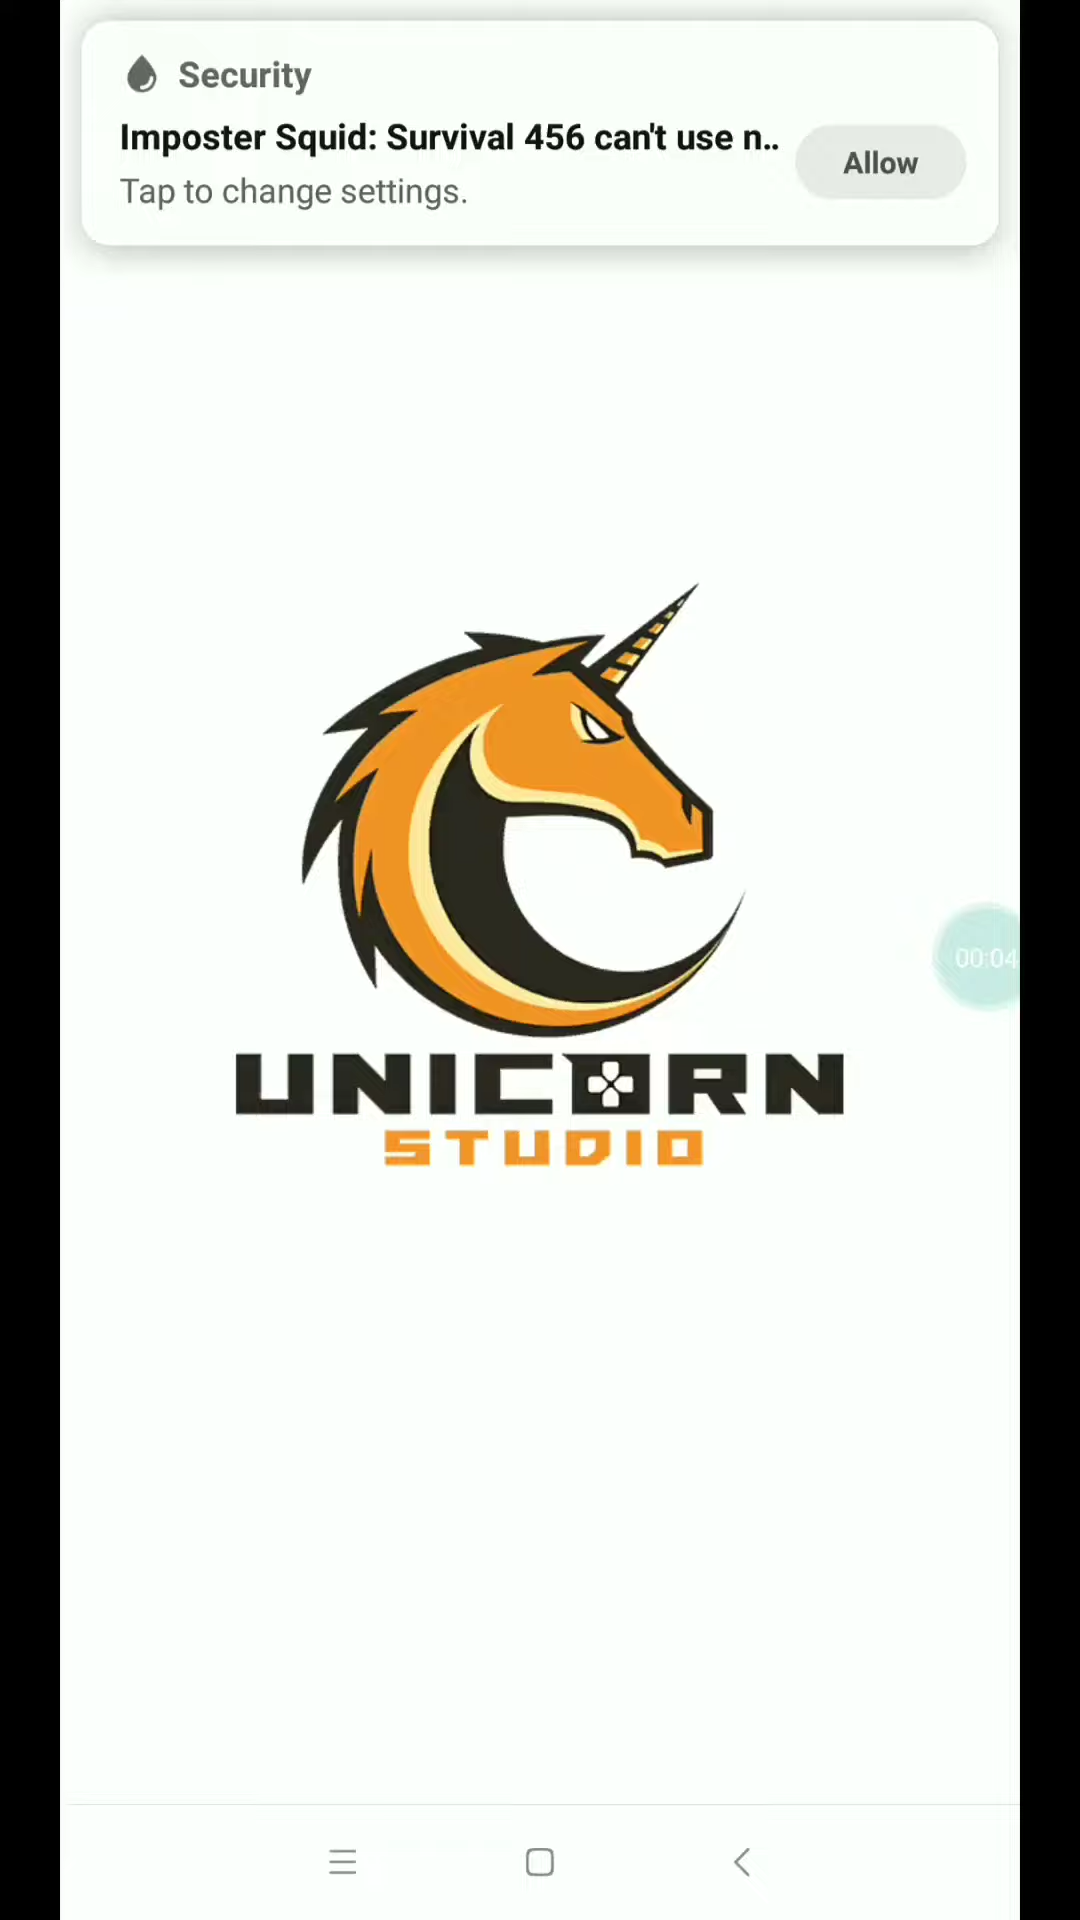 Security
Imposter Squid: Survival 456 can't use n..
Tap to change settings.
Allow
00:04
UNICORN
STUDIO